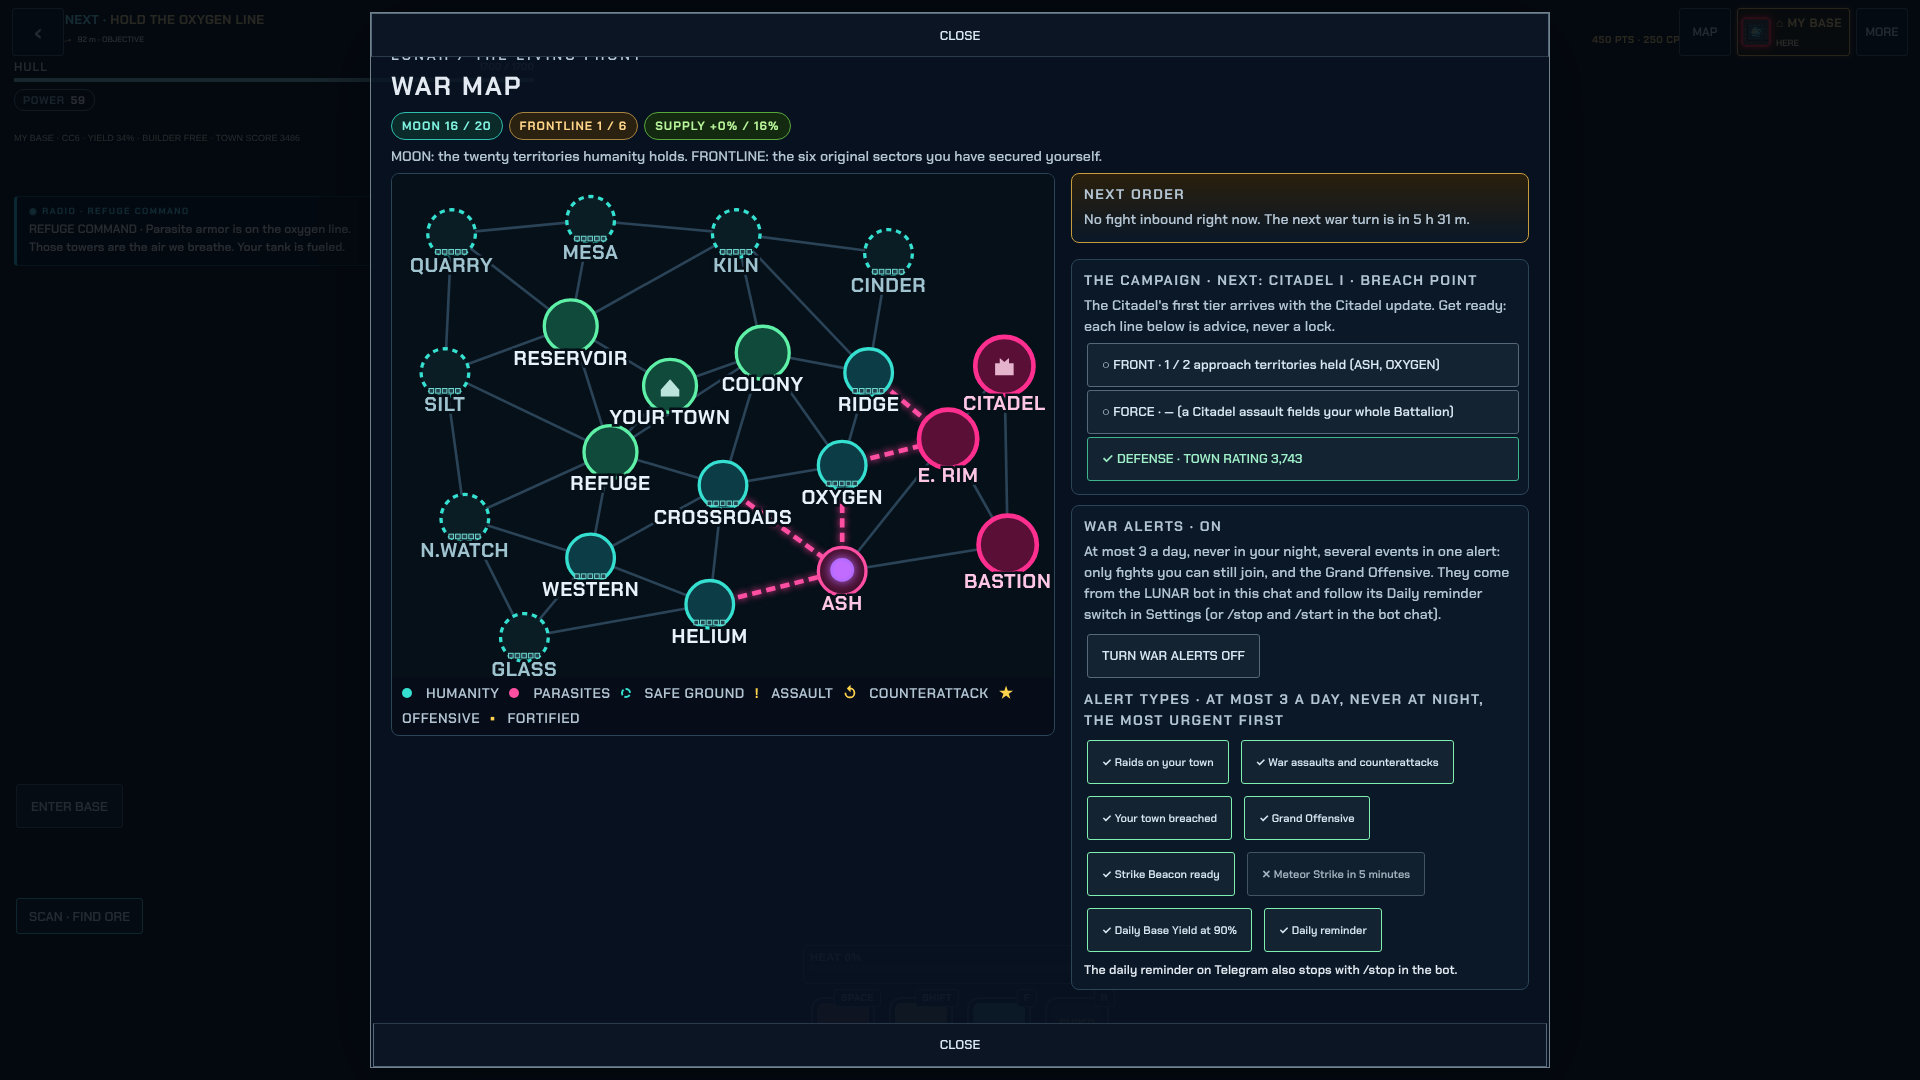 NEXT · HOLD THE OXYGEN LINE
92 m · OBJECTIVE
HULL
POWER 59
MY BASE · CC6 · YIELD 34% · BUILDER FREE · TOWN SCORE 3486
RADIO · REFUGE COMMAND
REFUGE COMMAND · Parasite armor is on the oxygen line.
Those towers are the air we breathe. Your tank is fueled.
ENTER BASE
SCAN · FIND ORE
450 PTS · 250 CP
MAP
MY BASE
HERE
MORE
CLOSE
LUNAR / THE LIVING FRONT
WAR MAP
MOON 16 / 20
FRONTLINE 1 / 6
SUPPLY +0% / 16%
MOON: the twenty territories humanity holds. FRONTLINE: the six original sectors you have secured yourself.
QUARRY
MESA
KILN
CINDER
RESERVOIR
COLONY
YOUR TOWN
SILT
RIDGE
CITADEL
REFUGE
E. RIM
OXYGEN
CROSSROADS
N.WATCH
WESTERN
BASTION
ASH
HELIUM
GLASS
HUMANITY PARASITES SAFE GROUND ! ASSAULT COUNTERATTACK ★
OFFENSIVE ▪ FORTIFIED
NEXT ORDER
No fight inbound right now. The next war turn is in 5 h 31 m.
THE CAMPAIGN · NEXT: CITADEL I · BREACH POINT
The Citadel's first tier arrives with the Citadel update. Get ready:
each line below is advice, never a lock.
○ FRONT · 1 / 2 approach territories held (ASH, OXYGEN)
○ FORCE · — (a Citadel assault fields your whole Battalion)
✓ DEFENSE · TOWN RATING 3,743
WAR ALERTS · ON
At most 3 a day, never in your night, several events in one alert:
only fights you can still join, and the Grand Offensive. They come
from the LUNAR bot in this chat and follow its Daily reminder
switch in Settings (or /stop and /start in the bot chat).
TURN WAR ALERTS OFF
ALERT TYPES · AT MOST 3 A DAY, NEVER AT NIGHT,
THE MOST URGENT FIRST
✓ Raids on your town
✓ War assaults and counterattacks
✓ Your town breached
✓ Grand Offensive
✓ Strike Beacon ready
✕ Meteor Strike in 5 minutes
✓ Daily Base Yield at 90%
✓ Daily reminder
The daily reminder on Telegram also stops with /stop in the bot.
SPACE
SHIFT
CLOSE